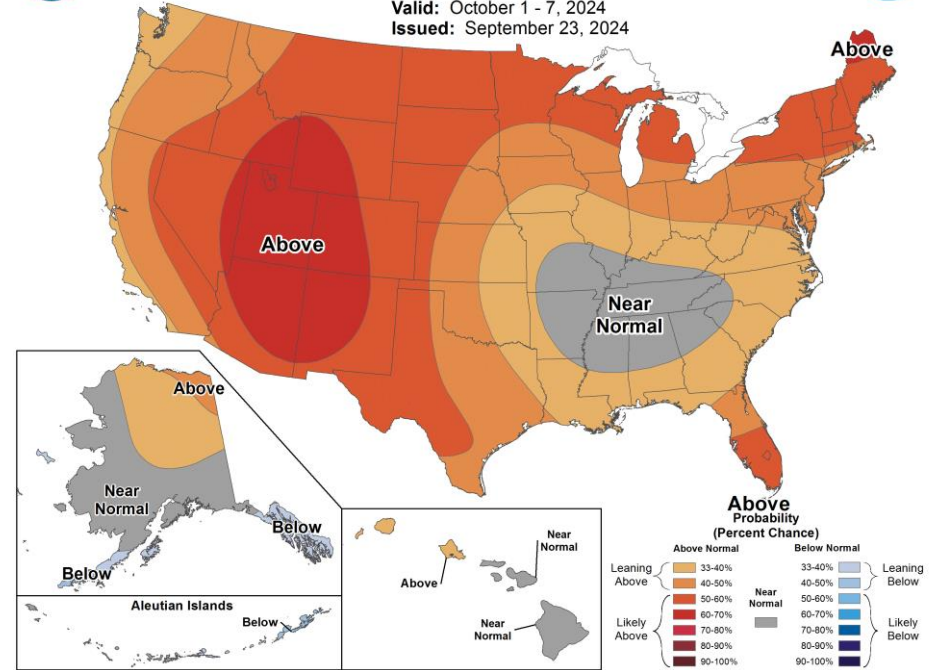 Valid: October 1 - 7, 2024
Issued: September 23, 2024
Above
Above
Near
Normal
Above
Near
Normal
Below
Below
Aleutian Islands
Below
Above
Near
Normal
Near
Normal
Above
Probability
(Percent Chance)
Above Normal
Below Normal
Leaning
Above
33-40%
40-50%
Likely
Above
50-60%
60-70%
70-80%
80-90%
90-100%
Near
Normal
33-40%
40-50%
Leaning
Below
50-60%
60-70%
70-80%
80-90%
90-100%
Likely
Below